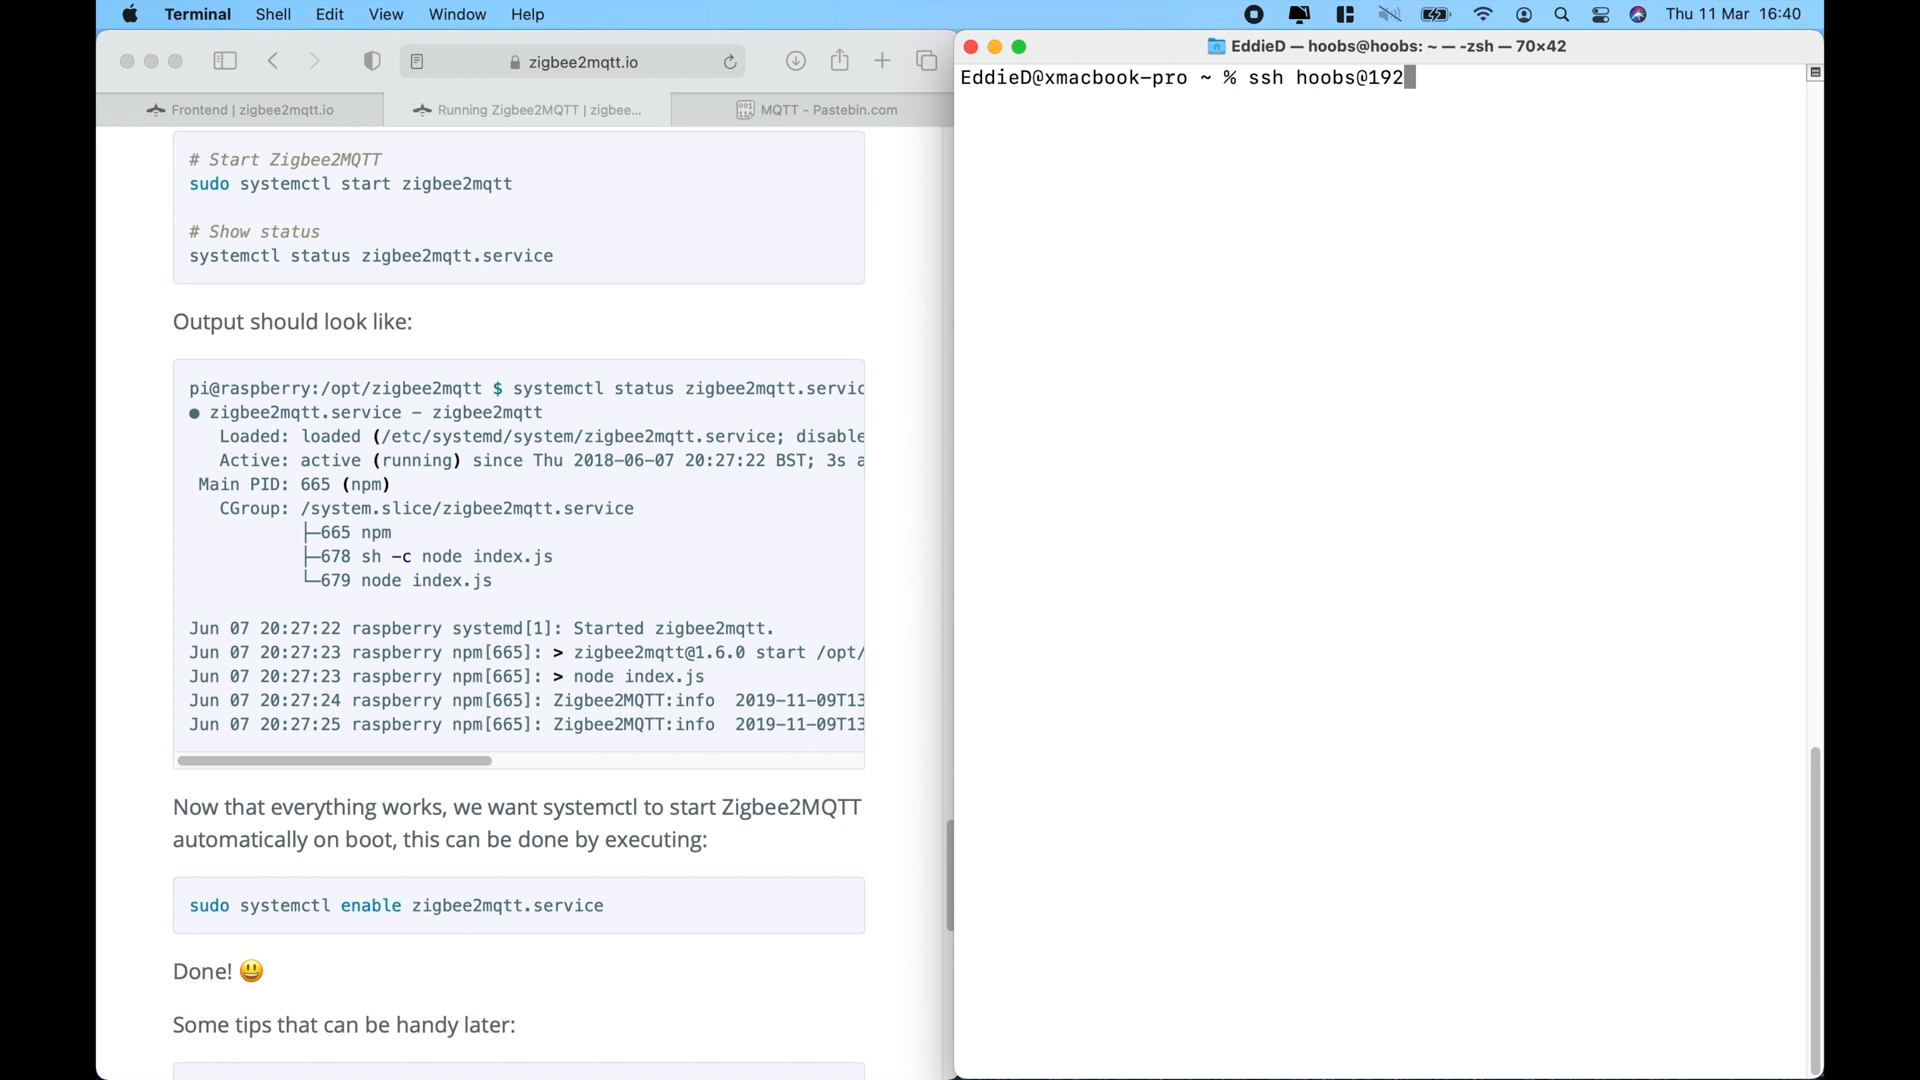 Terminal Shell Edit View Window Help Thu 11 Mar 16:40
zigbee2mqtt.io
Frontend | zigbee2mqtt.io
Running Zigbee2MQTT | zigbee...
MQTT - Pastebin.com
# Start Zigbee2MQTT
sudo systemctl start zigbee2mqtt
# Show status
systemctl status zigbee2mqtt.service
Output should look like:
pi@raspberry:/opt/zigbee2mqtt $ systemctl status zigbee2mqtt.servic
● zigbee2mqtt.service - zigbee2mqtt
Loaded: loaded (/etc/systemd/system/zigbee2mqtt.service; disable
Active: active (running) since Thu 2018-06-07 20:27:22 BST; 3s a
Main PID: 665 (npm)
CGroup: /system.slice/zigbee2mqtt.service
├─665 npm
├─678 sh -c node index.js
└─679 node index.js
Jun 07 20:27:22 raspberry systemd[1]: Started zigbee2mqtt.
Jun 07 20:27:23 raspberry npm[665]: > zigbee2mqtt@1.6.0 start /opt/
Jun 07 20:27:23 raspberry npm[665]: > node index.js
Jun 07 20:27:24 raspberry npm[665]: Zigbee2MQTT:info  2019-11-09T13
Jun 07 20:27:25 raspberry npm[665]: Zigbee2MQTT:info  2019-11-09T13
Now that everything works, we want systemctl to start Zigbee2MQTT
automatically on boot, this can be done by executing:
sudo systemctl enable zigbee2mqtt.service
Done! 😃
Some tips that can be handy later:
EddieD — hoobs@hoobs: ~ — -zsh — 70×42
EddieD@xmacbook-pro ~ % ssh hoobs@192